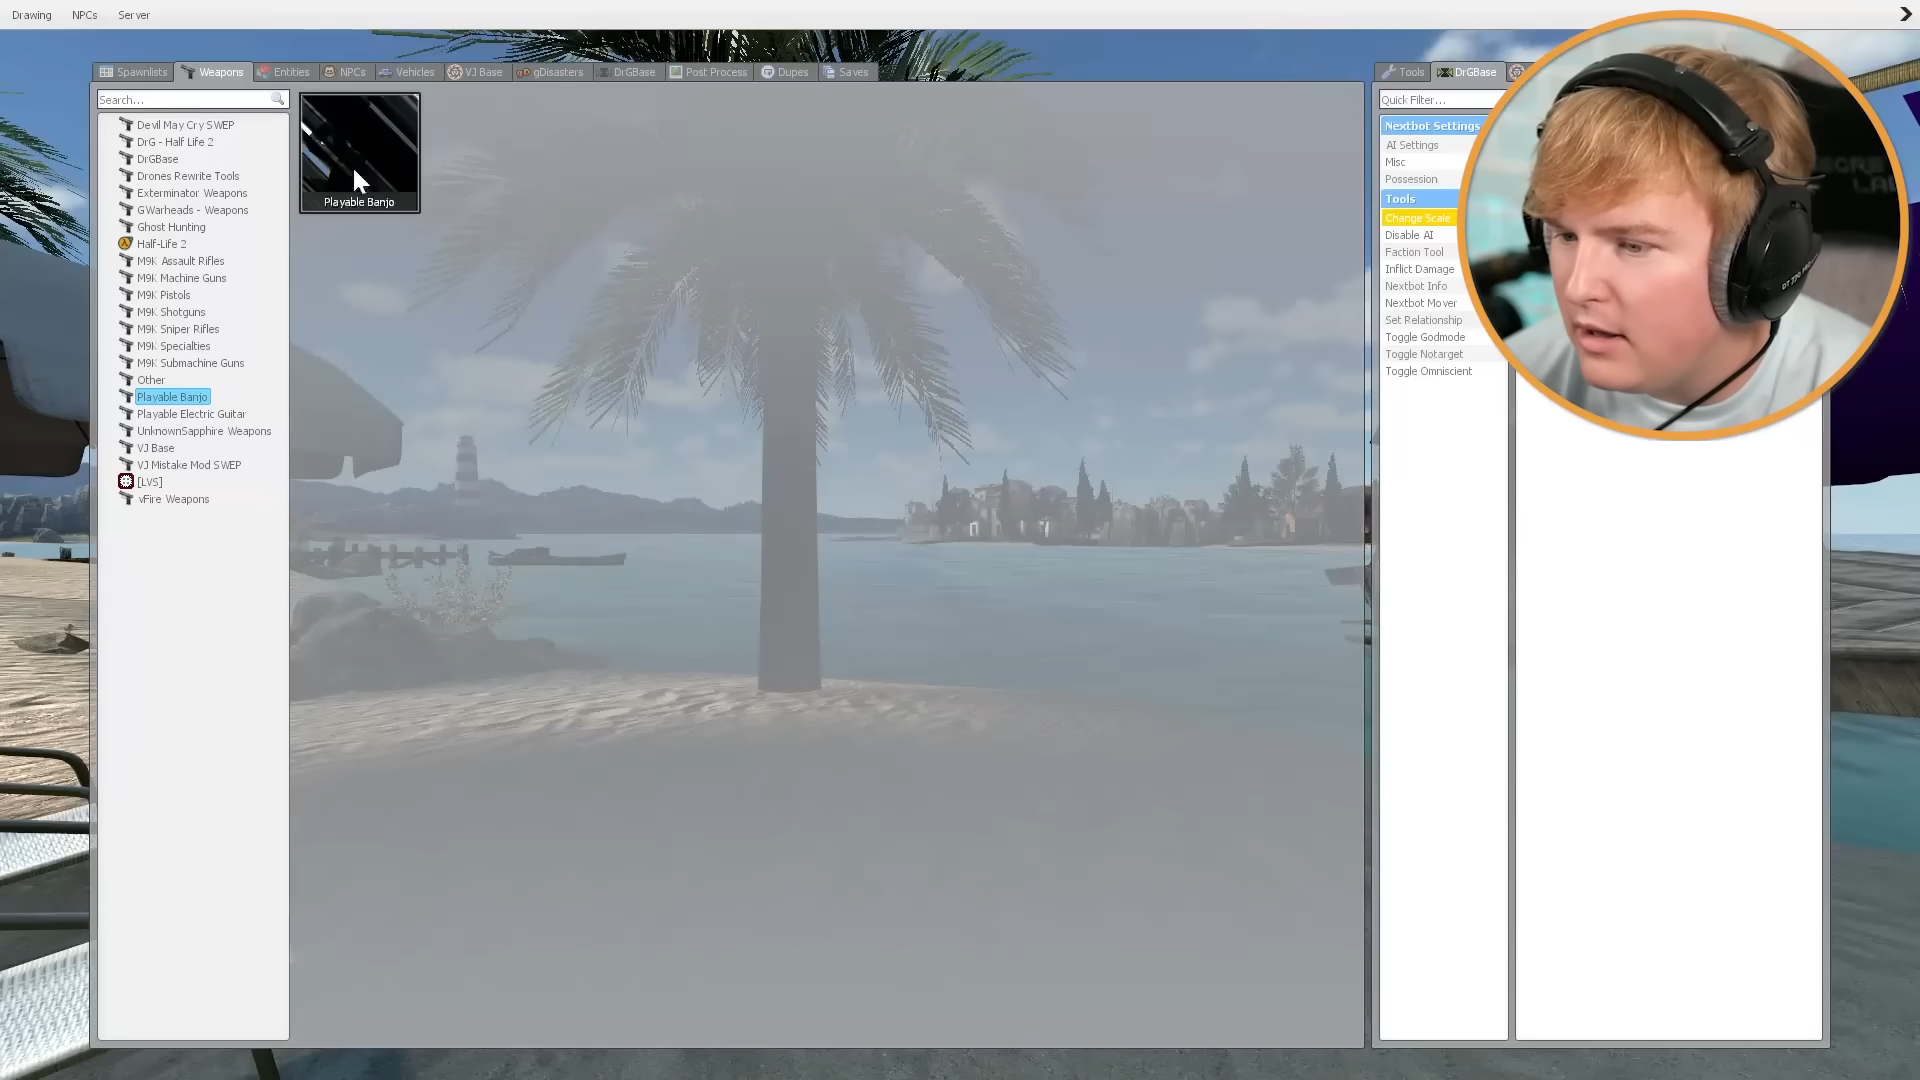 Drawing NPCs Server
Spawnlists Weapons Entities NPCs Vehicles VJ Base gDisasters DrGBase Post Process Dupes Saves
Tools DrGBase
Search...
Quick Filter...
Devil May Cry SWEP
DrG - Half Life 2
DrGBase
Drones Rewrite Tools
Exterminator Weapons
GWarheads - Weapons
Ghost Hunting
Half-Life 2
M9K Assault Rifles
M9K Machine Guns
M9K Pistols
M9K Shotguns
M9K Sniper Rifles
M9K Specialties
M9K Submachine Guns
Other
Playable Banjo
Playable Electric Guitar
UnknownSapphire Weapons
VJ Base
VJ Mistake Mod SWEP
[LVS]
vFire Weapons
Playable Banjo
Nextbot Settings
AI Settings
Misc
Possession
Tools
Change Scale
Disable AI
Faction Tool
Inflict Damage
Nextbot Info
Nextbot Mover
Set Relationship
Toggle Godmode
Toggle Notarget
Toggle Omniscient